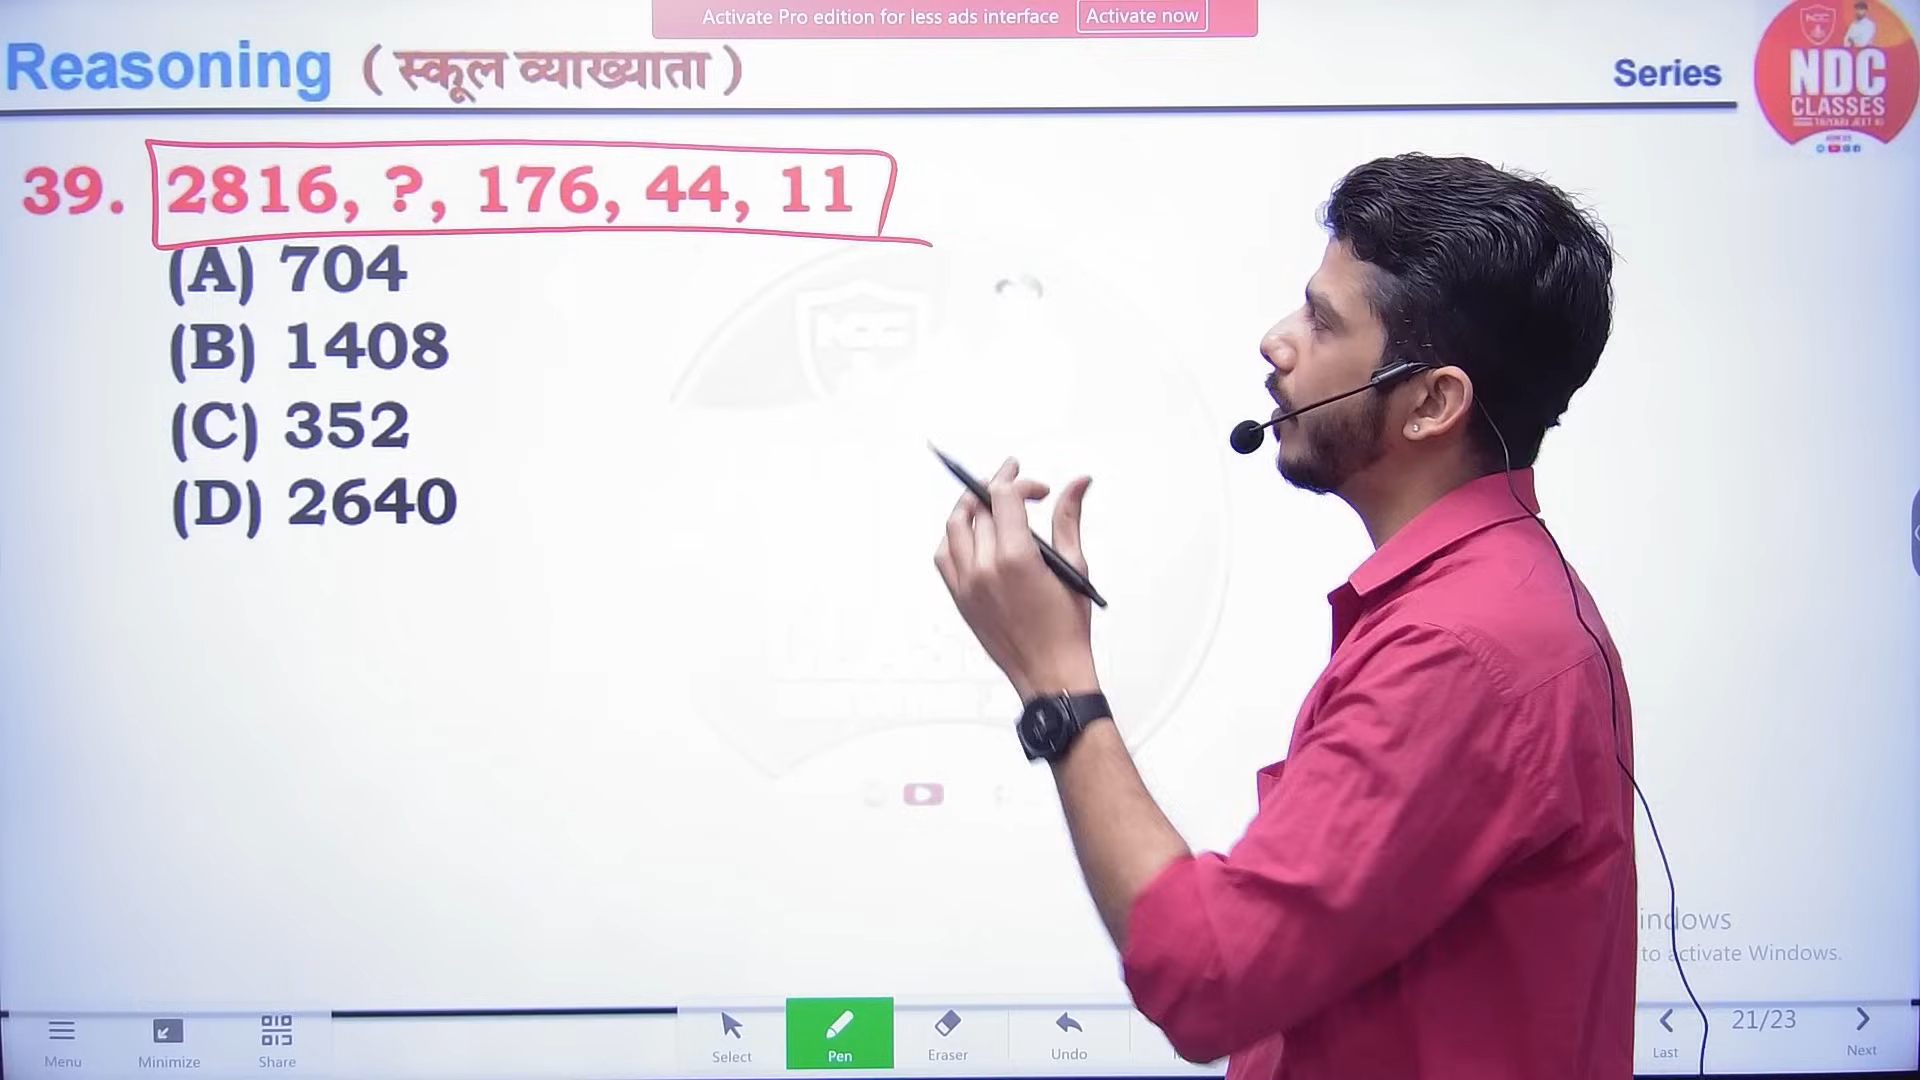 Activate Pro edition for less ads interface Activate now
Reasoning ( स्कूल व्याख्याता )
Series
NDC
CLASSES
39. 2816, ?, 176, 44, 11
(A) 704
(B) 1408
(C) 352
(D) 2640
indows
to activate Windows.
Menu
Minimize
Share
Select
Pen
Eraser
Undo
Last
21/23
Next